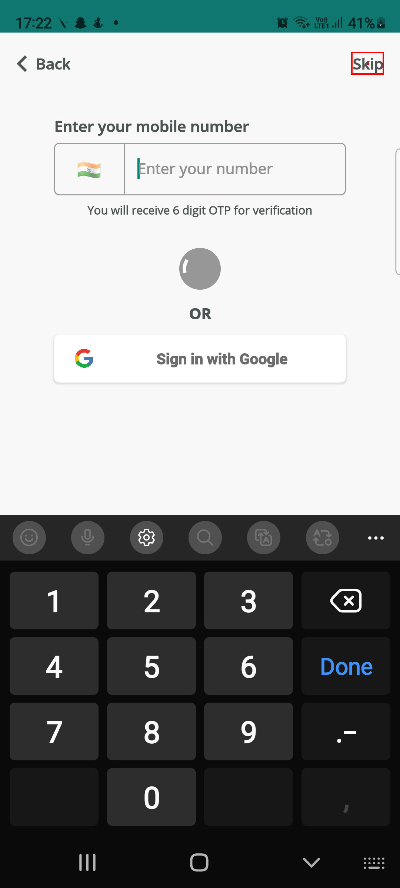 17:22
Vo))
LTE1
41%
Back
Skip
Enter your mobile number
Enter your number
You will receive 6 digit OTP for verification
OR
Sign in with Google
1 2 3
4 5 6 Done
7 8 9 .-
0 ,